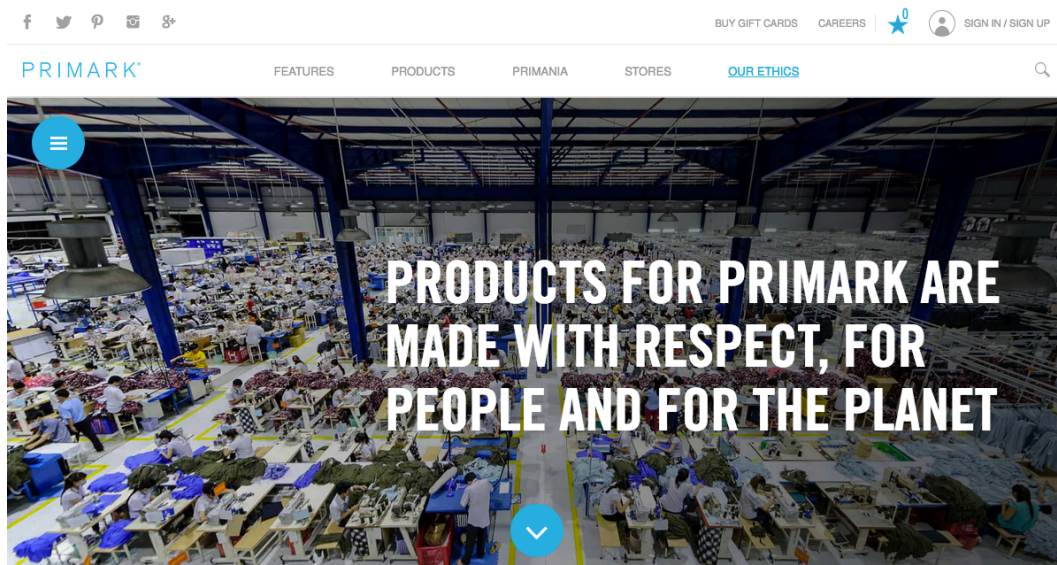 BUY GIFT CARDS CAREERS 0 SIGN IN / SIGN UP
PRIMARK® FEATURES PRODUCTS PRIMANIA STORES OUR ETHICS
PRODUCTS FOR PRIMARK ARE
MADE WITH RESPECT, FOR
PEOPLE AND FOR THE PLANET